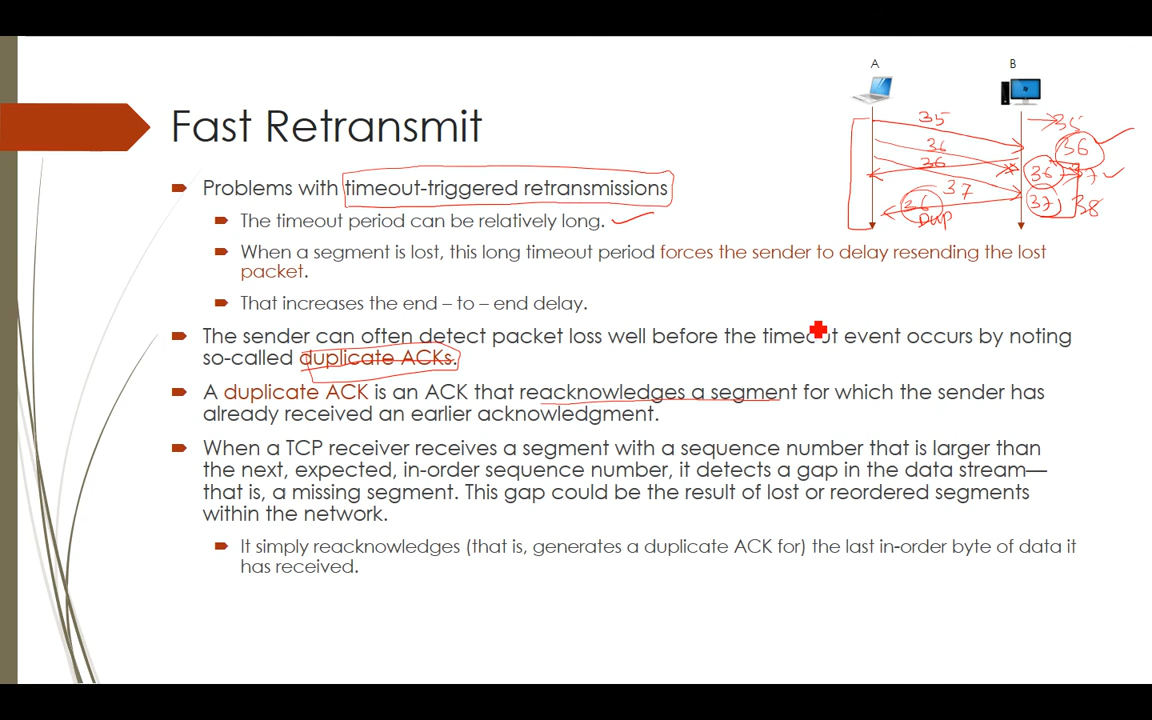 A
B
35
35
36
36
36
36
37
37
37
38
36
Dup
Fast Retransmit
Problems with timeout-triggered retransmissions
The timeout period can be relatively long.
When a segment is lost, this long timeout period forces the sender to delay resending the lost
packet.
That increases the end – to – end delay.
The sender can often detect packet loss well before the timeout event occurs by noting
so-called duplicate ACKs.
A duplicate ACK is an ACK that reacknowledges a segment for which the sender has
already received an earlier acknowledgment.
When a TCP receiver receives a segment with a sequence number that is larger than
the next, expected, in-order sequence number, it detects a gap in the data stream—
that is, a missing segment. This gap could be the result of lost or reordered segments
within the network.
It simply reacknowledges (that is, generates a duplicate ACK for) the last in-order byte of data it
has received.